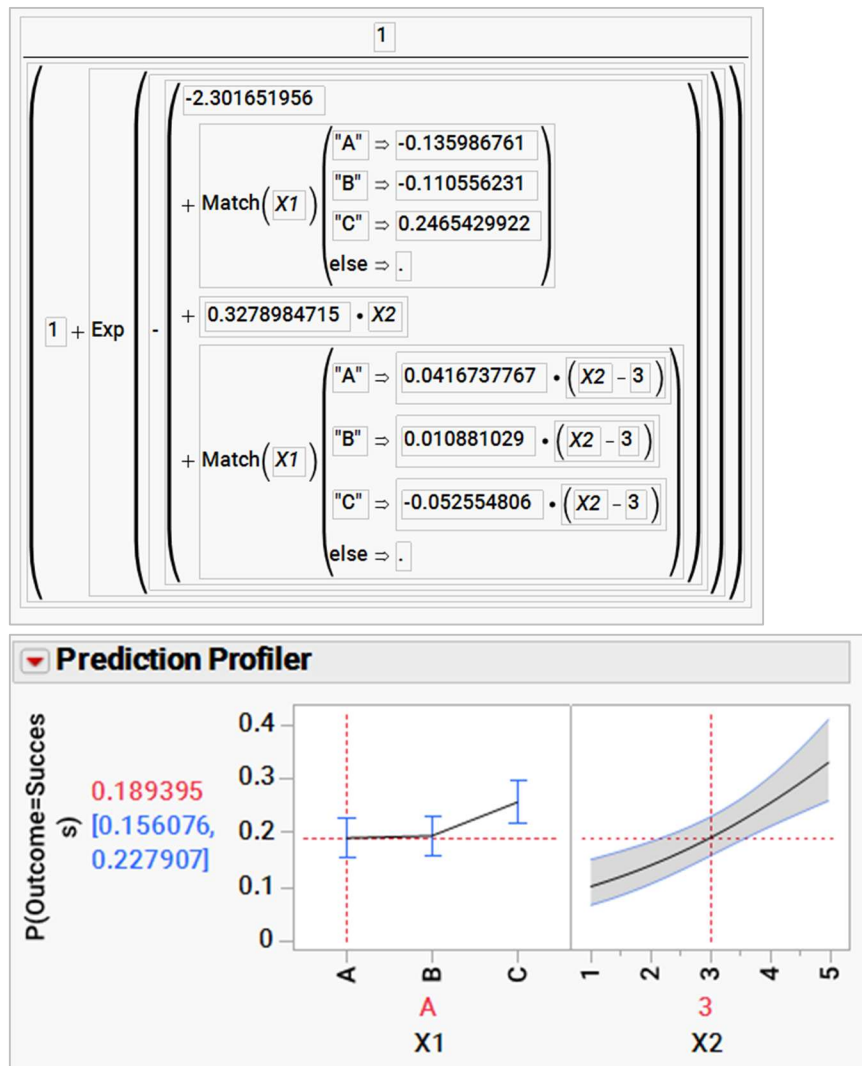 1
-2.301651956
"A" ⇒ -0.135986761
"B" ⇒ -0.110556231
+ Match(X1)
"C" ⇒ 0.2465429922
else ⇒ .
1 + Exp - + 0.3278984715 • X2
"A" ⇒ 0.0416737767 • (X2 - 3)
"B" ⇒ 0.010881029 • (X2 - 3)
+ Match(X1)
"C" ⇒ -0.052554806 • (X2 - 3)
else ⇒ .
Prediction Profiler
P(Outcome=Succes
s)
0.189395
[0.156076,
0.227907]
0.4
0.3
0.2
0.1
0
A B C
1 2 3 4 5
A 3
X1 X2